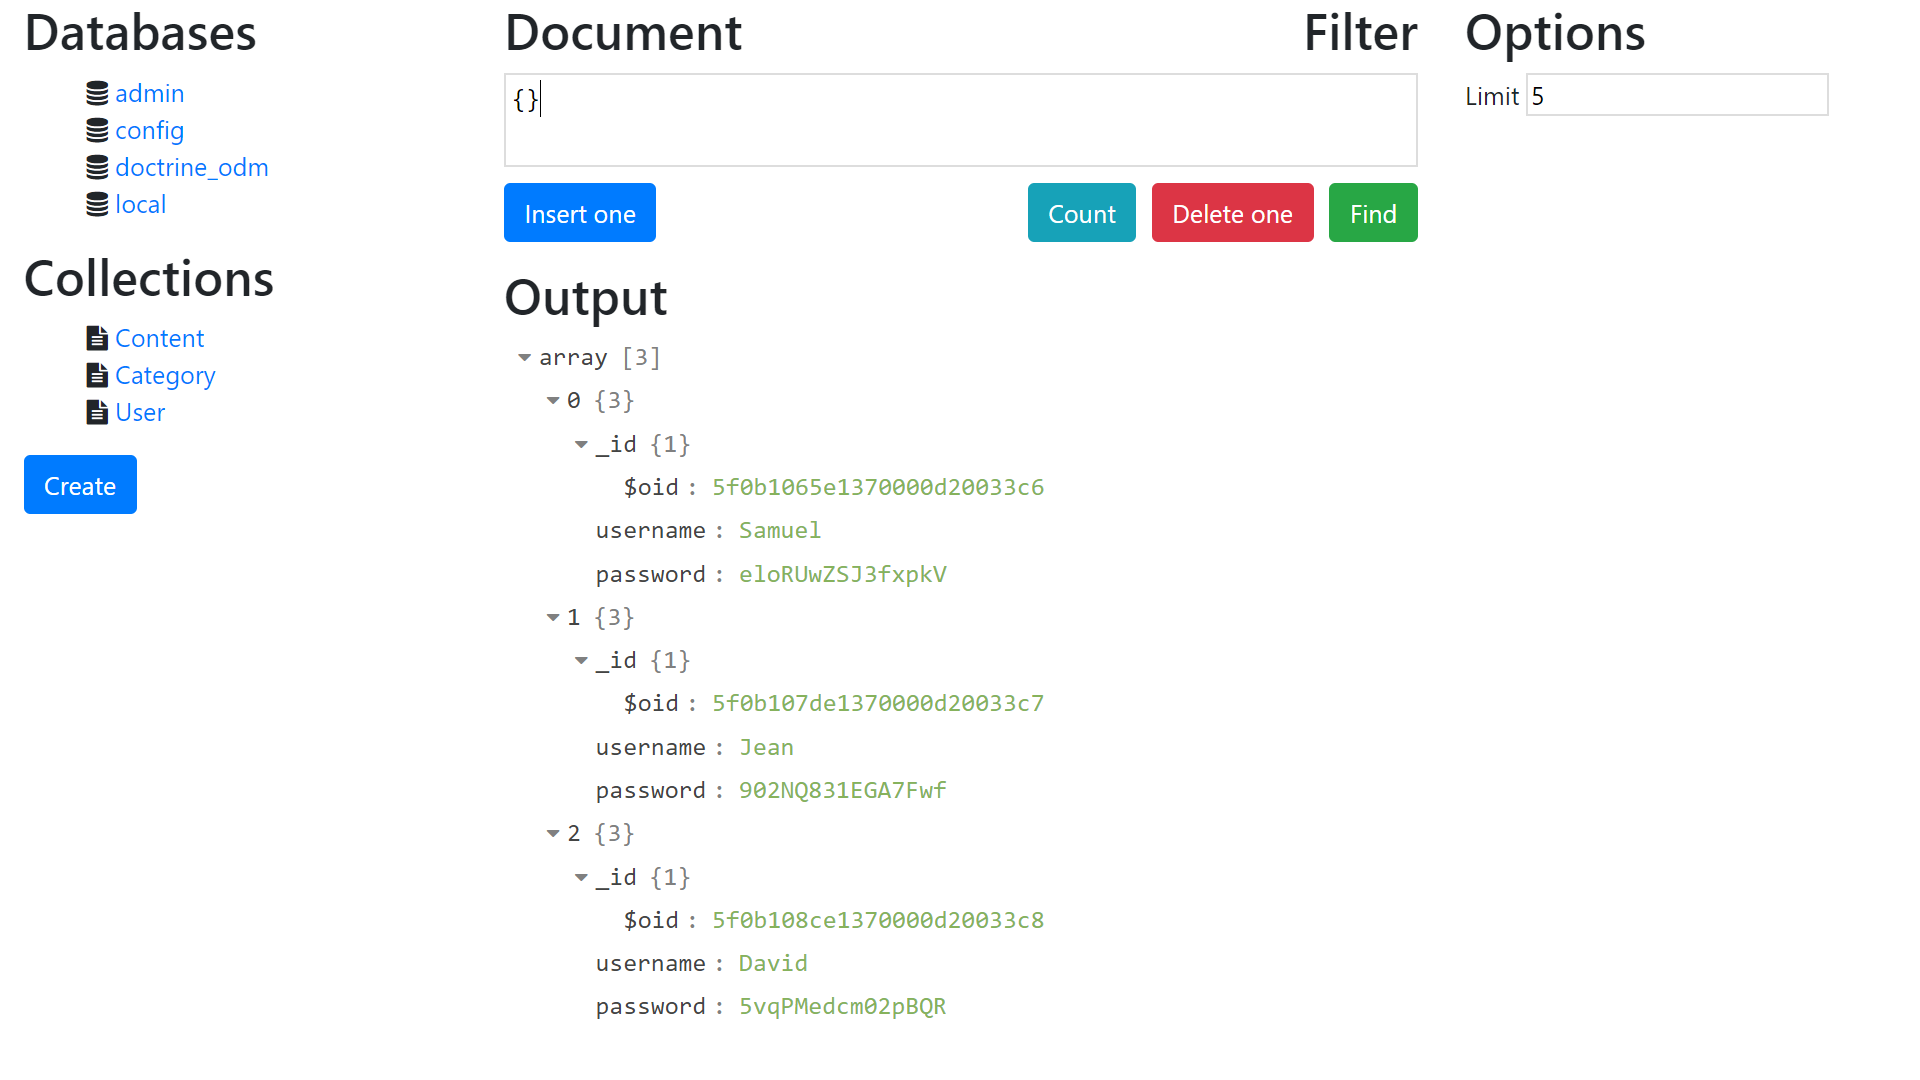 Databases
admin
config
doctrine_odm
local
Collections
Content
Category
User
Create
Document
Filter
{}
Insert one
Count
Delete one
Find
Output
array [3]
0 {3}
_id {1}
$oid : 5f0b1065e1370000d20033c6
username : Samuel
password : eloRUwZSJ3fxpkV
1 {3}
_id {1}
$oid : 5f0b107de1370000d20033c7
username : Jean
password : 902NQ831EGA7Fwf
2 {3}
_id {1}
$oid : 5f0b108ce1370000d20033c8
username : David
password : 5vqPMedcm02pBQR
Options
Limit 5